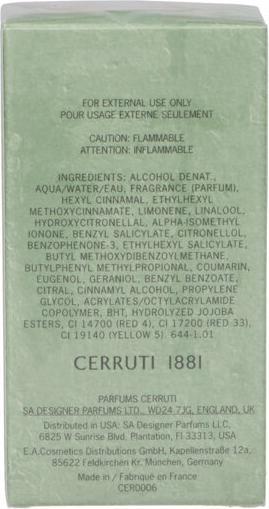 FOR EXTERNAL USE ONLY
POUR USAGE EXTERNE SEULEMENT
CAUTION: FLAMMABLE
ATTENTION: INFLAMMABLE
INGREDIENTS: ALCOHOL DENAT.,
AQUA/WATER/EAU, FRAGRANCE (PARFUM),
HEXYL CINNAMAL, ETHYLHEXYL
METHOXYCINNAMATE, LIMONENE, LINALOOL,
HYDROXYCITRONELLAL, ALPHA-ISOMETHYL
IONONE, BENZYL SALICYLATE, CITRONELLOL,
BENZOPHENONE-3, ETHYLHEXYL SALICYLATE,
BUTYL METHOXYDIBENZOYLMETHANE,
BUTYLPHENYL METHYLPROPIONAL, COUMARIN,
EUGENOL, GERANIOL, BENZYL BENZOATE,
CITRAL, CINNAMYL ALCOHOL, PROPYLENE
GLYCOL, ACRYLATES/OCTYLACRYLAMIDE
COPOLYMER, BHT, HYDROLYZED JOJOBA
ESTERS, CI 14700 (RED 4), CI 17200 (RED 33),
CI 19140 (YELLOW 5). 644-1.01
CERRUTI 1881
PARFUMS CERRUTI
SA DESIGNER PARFUMS LTD., WD24 7JG, ENGLAND, UK
Distributed in USA: SA Designer Parfums LLC,
6825 W Sunrise Blvd, Plantation, Fl 33313, USA
E.A.Cosmetics Distributions GmbH, Kapellenstraße 12a,
85622 Feldkirchen Kr. München, Germany
Made in / Fabriqué en France
CER0006